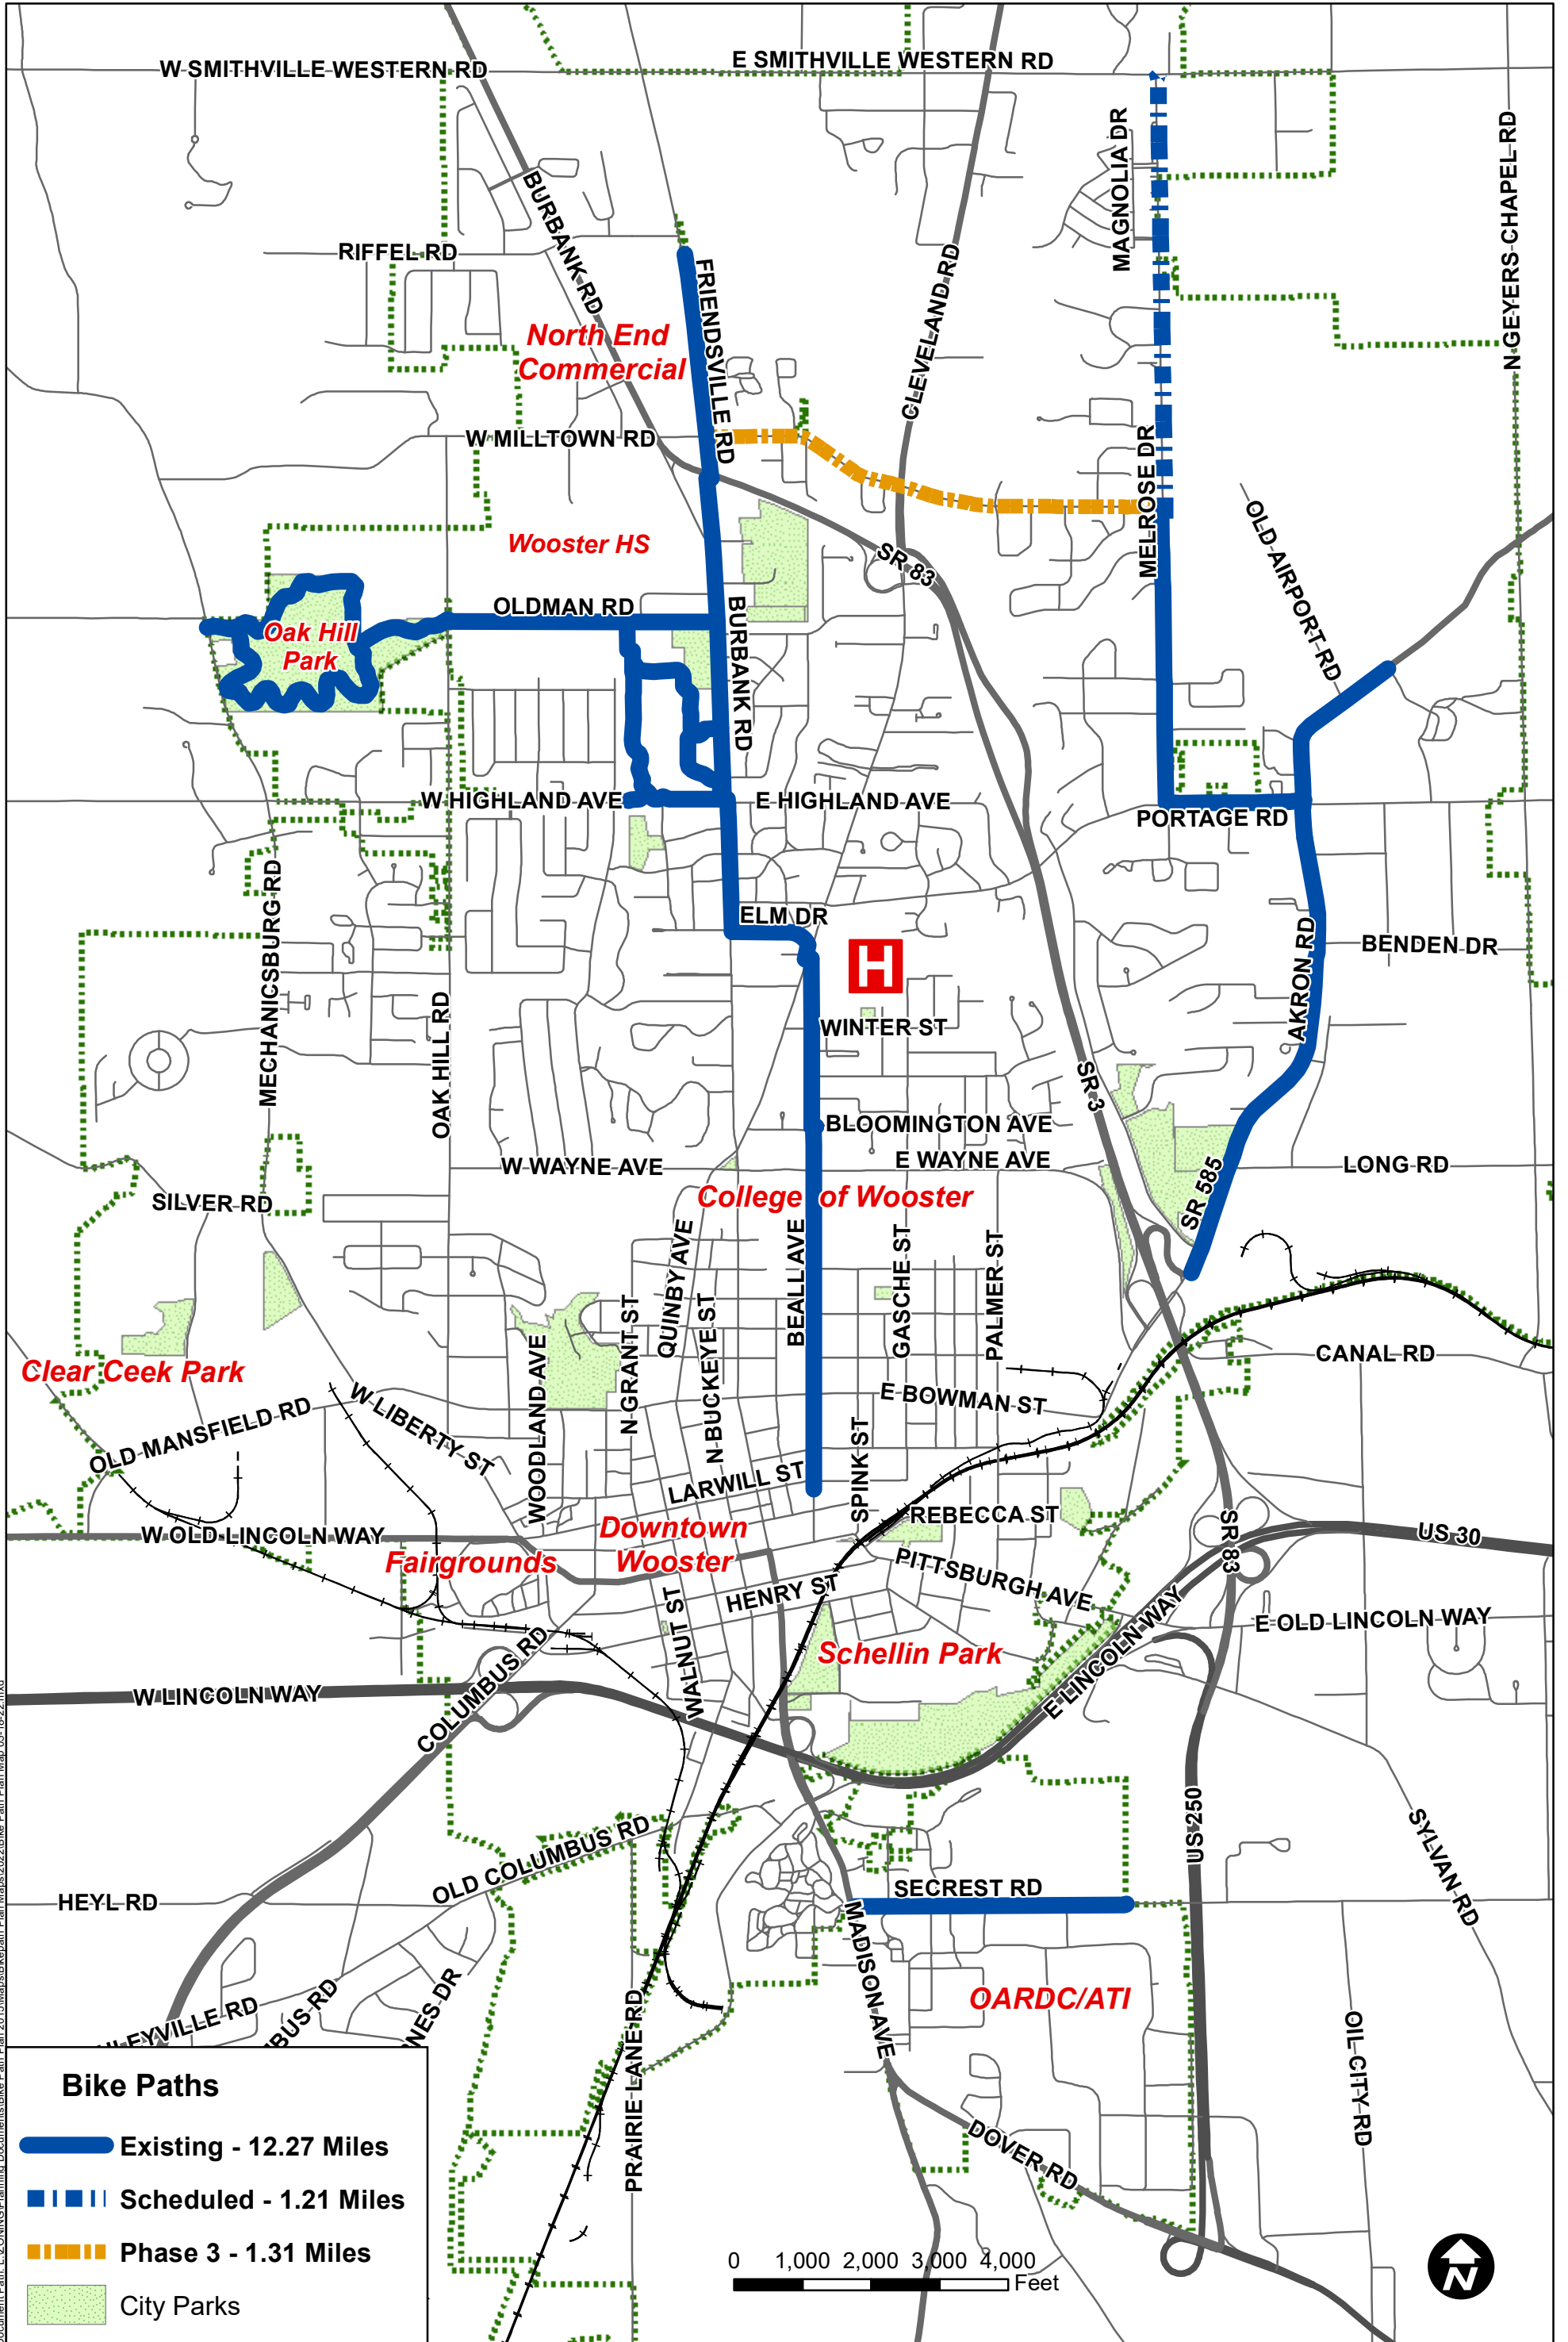 W SMITHVILLE WESTERN RD
E SMITHVILLE WESTERN RD
MAGNOLIA DR
N GEYERS CHAPEL RD
BURBANK RD
RIFFEL RD
FRIENDSVILLE RD
CLEVELAND RD
North End
Commercial
W MILLTOWN RD
MELROSE DR
OLD AIRPORT RD
Wooster HS
SR 83
OLDMAN RD
BURBANK RD
Oak Hill
Park
W HIGHLAND AVE
E HIGHLAND AVE
PORTAGE RD
MECHANICSBURG RD
ELM DR
H
AKRON RD
BENDEN DR
OAK HILL RD
WINTER ST
SR 3
BLOOMINGTON AVE
W WAYNE AVE
E WAYNE AVE
LONG RD
SILVER RD
College of Wooster
SR 585
QUINBY AVE
BEALL AVE
GASCHE ST
PALMER ST
N GRANT ST
N BUCKEYE ST
WOODLAND AVE
Clear Ceek Park
CANAL RD
E BOWMAN ST
OLD MANSFIELD RD
W LIBERTY ST
SPINK ST
LARWILL ST
REBECCA ST
W OLD LINCOLN WAY
Downtown
Wooster
Fairgrounds
PITTSBURGH AVE
SR 83
US 30
HENRY ST
WALNUT ST
E OLD LINCOLN WAY
Schellin Park
E LINCOLN WAY
COLUMBUS RD
W LINCOLN WAY
US 250
SYLVAN RD
OLD COLUMBUS RD
HEYL RD
SECREST RD
MADISON AVE
OARDC/ATI
OIL CITY RD
LEYVILLE RD
BUS RD
NES DR
PRAIRIE LANE RD
DOVER RD
Bike Paths
Existing - 12.27 Miles
Scheduled - 1.21 Miles
Phase 3 - 1.31 Miles
City Parks
0 1,000 2,000 3,000 4,000
Feet
N